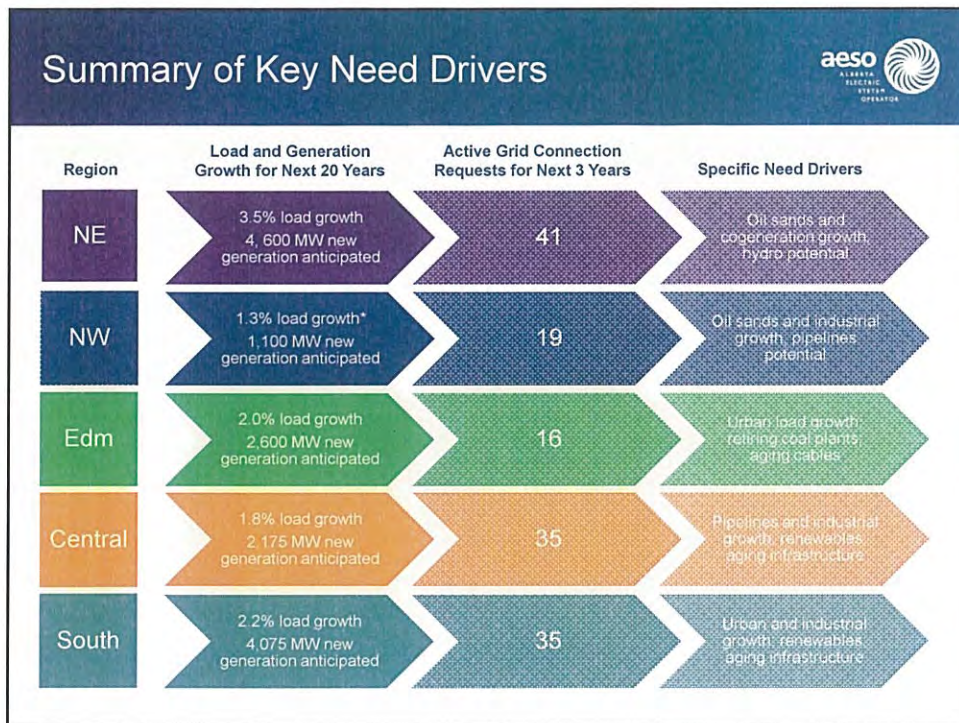 Summary of Key Need Drivers
aeso
ALBERTA
ELECTRIC
SYSTEM
OPERATOR
Region
Load and Generation
Growth for Next 20 Years
Active Grid Connection
Requests for Next 3 Years
Specific Need Drivers
NE
3.5% load growth
4, 600 MW new
generation anticipated
41
Oil sands and
cogeneration growth,
hydro potential
NW
1.3% load growth*
1,100 MW new
generation anticipated
19
Oil sands and industrial
growth, pipelines
potential
Edm
2.0% load growth
2,600 MW new
generation anticipated
16
Urban load growth,
retiring coal plants,
aging cables
Central
1.8% load growth
2,175 MW new
generation anticipated
35
Pipelines and industrial
growth, renewables,
aging infrastructure
South
2.2% load growth
4,075 MW new
generation anticipated
35
Urban and industrial
growth, renewables,
aging infrastructure